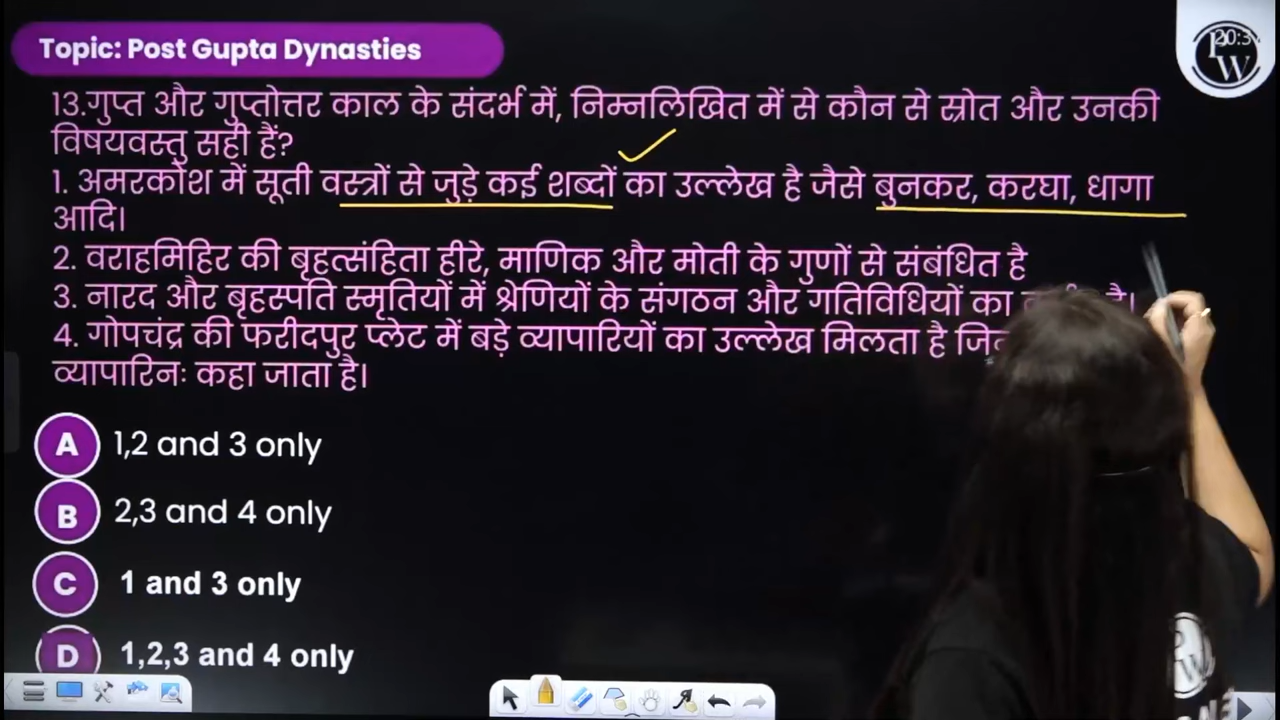 Topic: Post Gupta Dynasties
20:3
PW
13.गुप्त और गुप्तोत्तर काल के संदर्भ में, निम्नलिखित में से कौन से स्रोत और उनकी
विषयवस्तु सही हैं?
1. अमरकोश में सूती वस्त्रों से जुड़े कई शब्दों का उल्लेख है जैसे बुनकर, करघा, धागा
आदि।
2. वराहमिहिर की बृहत्संहिता हीरे, माणिक और मोती के गुणों से संबंधित है
3. नारद और बृहस्पति स्मृतियों में श्रेणियों के संगठन और गतिविधियों का है।
4. गोपचंद्र की फरीदपुर प्लेट में बड़े व्यापारियों का उल्लेख मिलता है
व्यापारिनः कहा जाता है।
A 1,2 and 3 only
B 2,3 and 4 only
C 1 and 3 only
D 1,2,3 and 4 only